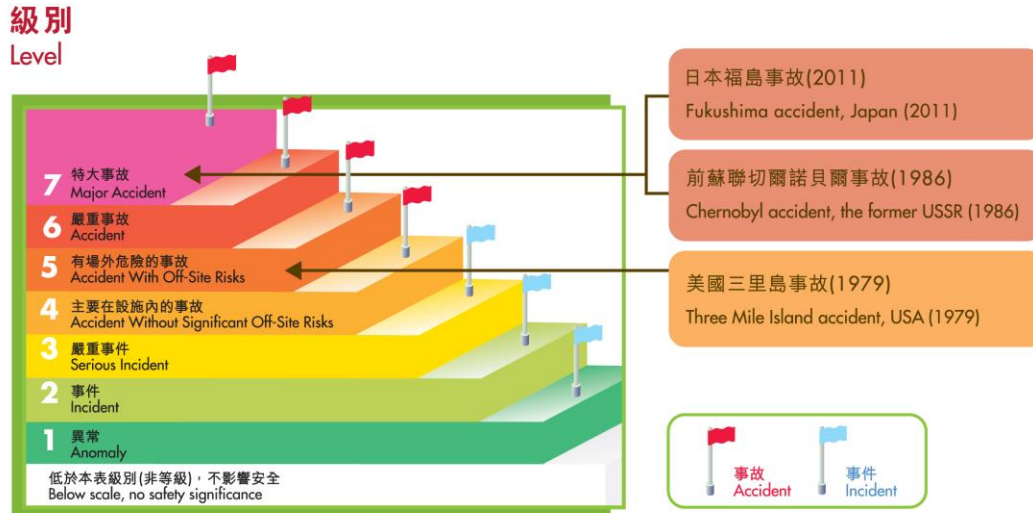 級別
Level
日本福島事故(2011)
Fukushima accident, Japan (2011)
前蘇聯切爾諾貝爾事故(1986)
Chernobyl accident, the former USSR (1986)
美國三里島事故(1979)
Three Mile Island accident, USA (1979)
7 特大事故
Major Accident
6 嚴重事故
Accident
5 有場外危險的事故
Accident With Off-Site Risks
4 主要在設施內的事故
Accident Without Significant Off-Site Risks
3 嚴重事件
Serious Incident
2 事件
Incident
1 異常
Anomaly
低於本表級別(非等級)，不影響安全
Below scale, no safety significance
事故
Accident
事件
Incident